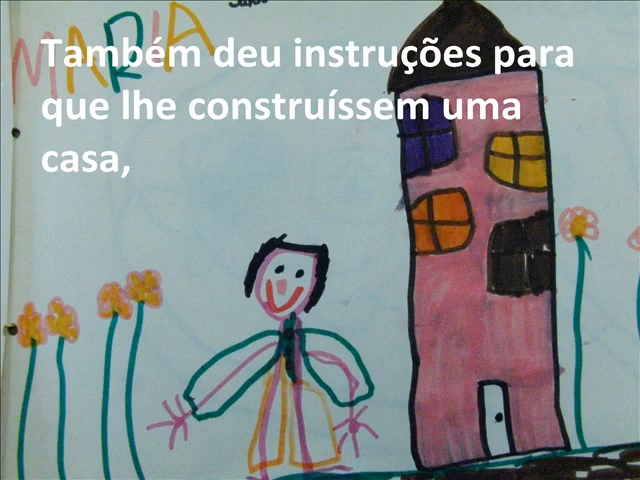 MARIA
Também deu instruções para
que lhe construíssem uma
casa,